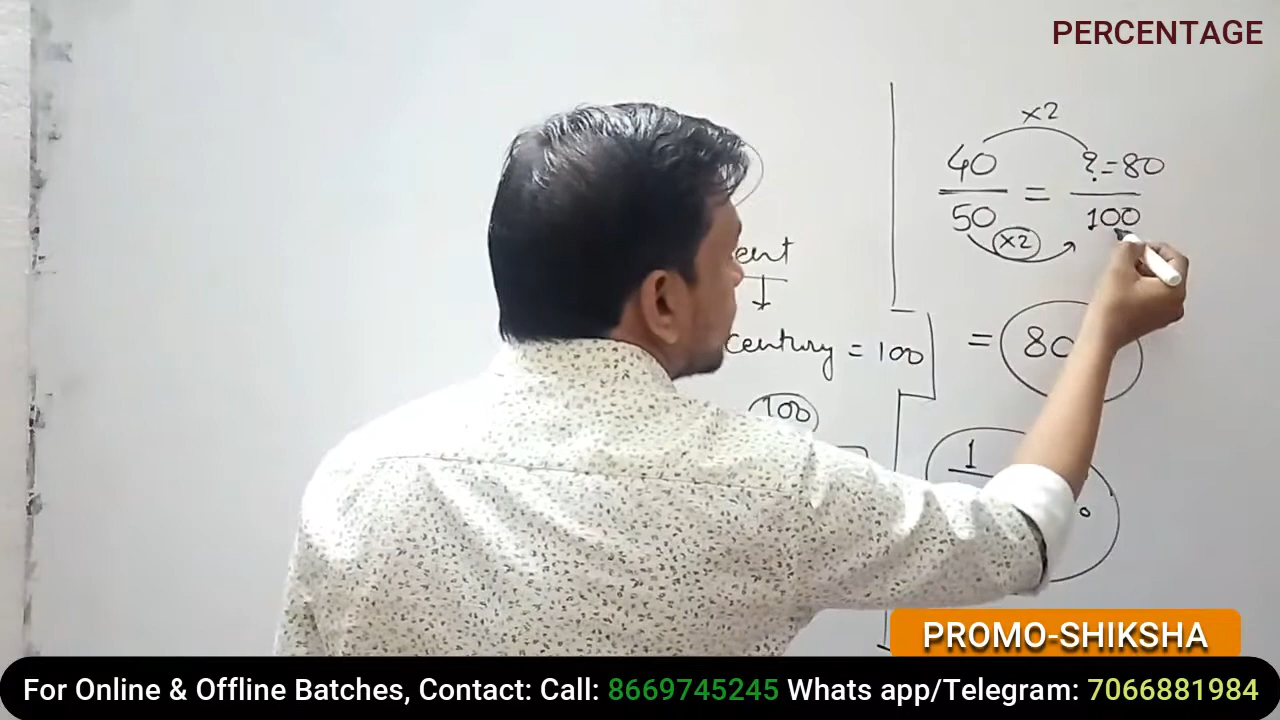 PERCENTAGE
×2
40 = ?=80
50 100
×2
century = 100
= 80
100
1
PROMO-SHIKSHA
For Online & Offline Batches, Contact: Call: 8669745245 Whats app/Telegram: 7066881984